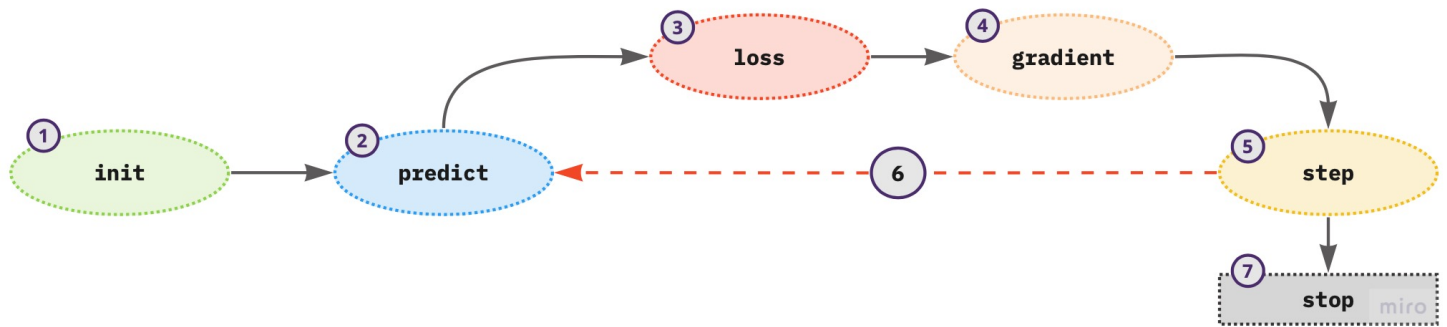 1
init
2
predict
3
loss
4
gradient
5
step
6
7
stop
miro